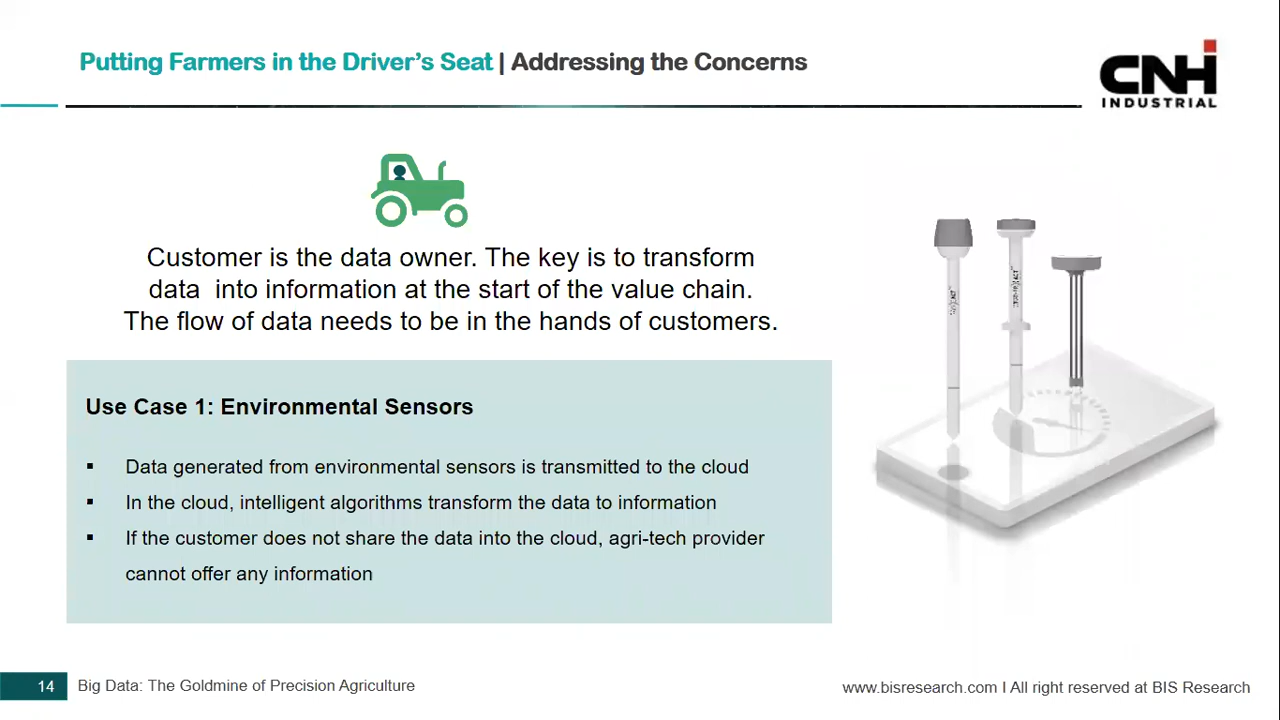 Putting Farmers in the Driver’s Seat | Addressing the Concerns
CNH
INDUSTRIAL
Customer is the data owner. The key is to transform
data  into information at the start of the value chain.
The flow of data needs to be in the hands of customers.
Use Case 1: Environmental Sensors
▪ Data generated from environmental sensors is transmitted to the cloud
▪ In the cloud, intelligent algorithms transform the data to information
▪ If the customer does not share the data into the cloud, agri-tech provider
cannot offer any information
14
Big Data: The Goldmine of Precision Agriculture
www.bisresearch.com I All right reserved at BIS Research